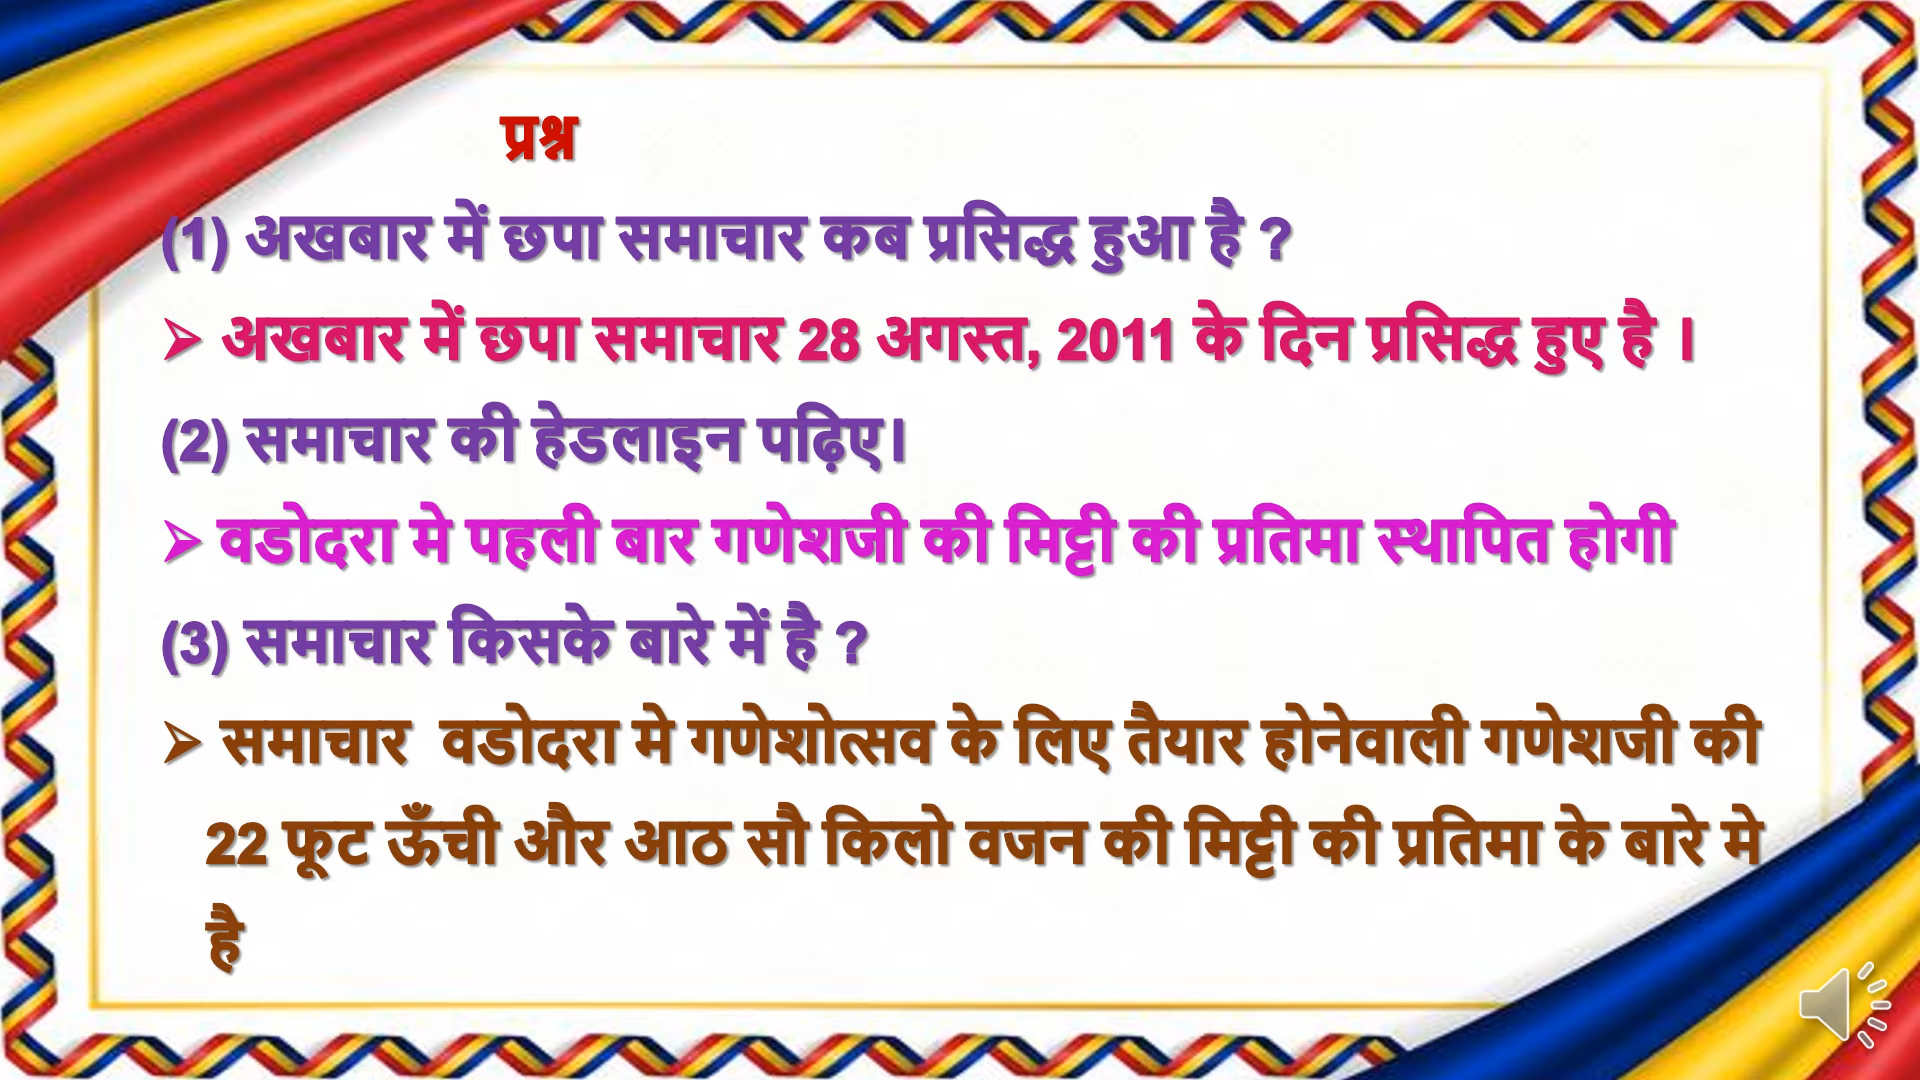 प्रश्न
(1) अखबार में छपा समाचार कब प्रसिद्ध हुआ है ?
➢ अखबार में छपा समाचार 28 अगस्त, 2011 के दिन प्रसिद्ध हुए है ।
(2) समाचार की हेडलाइन पढ़िए।
➢ वडोदरा मे पहली बार गणेशजी की मिट्टी की प्रतिमा स्थापित होगी
(3) समाचार किसके बारे में है ?
➢ समाचार वडोदरा मे गणेशोत्सव के लिए तैयार होनेवाली गणेशजी की
22 फूट ऊँची और आठ सौ किलो वजन की मिट्टी की प्रतिमा के बारे मे
है